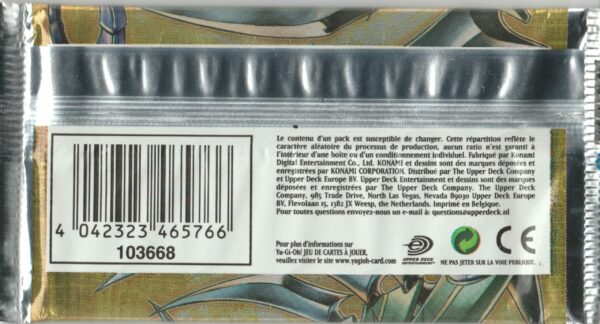 Le contenu d'un pack est susceptible de changer. Cette répartition reflète le
caractère aléatoire du processus de production, aucun ratio n'est garanti à
l'intérieur d'une boîte ou d'un conditionnement individuel. Fabriqué par Konami
Digital Entertainment Co., Ltd. KONAMI et dessins sont des marques déposées et
enregistrées par KONAMI CORPORATION. Distribué par The Upper Deck Company
et Upper Deck Europe BV. Upper Deck Entertainment et dessins sont des marques
déposées et enregistrées par The Upper Deck Company. The Upper Deck
Company, 985 Trade Drive, North Las Vegas, Nevada 89030 Upper Deck Europe
BV, Flevolaan 15, 1382 JX Weesp, the Netherlands. Imprimé en Belgique.
Pour toutes questions envoyez-nous un e-mail à: questions@upperdeck.nl
4 042323 465766
103668
Pour plus d'informations sur
Yu-Gi-Oh! JEU DE CARTES À JOUER,
veuillez visiter le site www.yugioh-card.com
UPPER DECK
ENTERTAINMENT
CE
NE PAS JETER SUR LA VOIE PUBLIQUE.